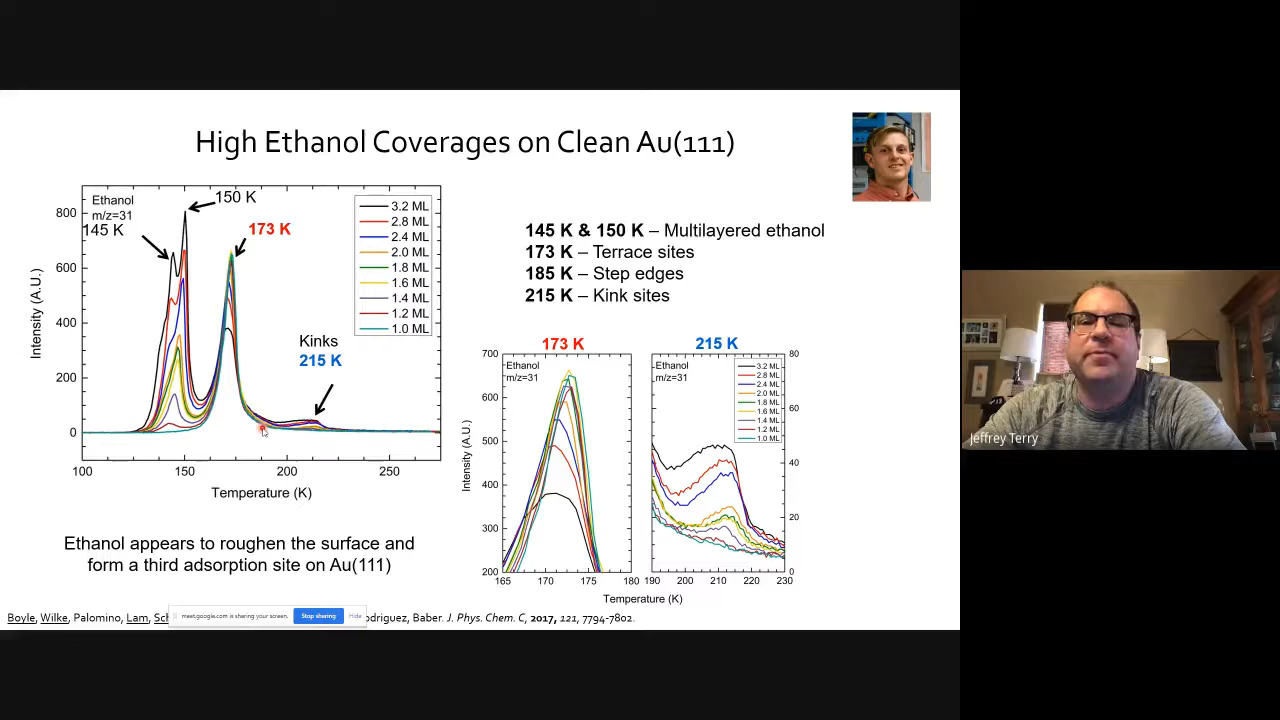 High Ethanol Coverages on Clean Au(111)
Ethanol
m/z=31
145 K
150 K
173 K
Kinks
215 K
3.2 ML
2.8 ML
2.4 ML
2.0 ML
1.8 ML
1.6 ML
1.4 ML
1.2 ML
1.0 ML
800
600
400
200
0
Intensity (A.U.)
100 150 200 250
Temperature (K)
145 K & 150 K – Multilayered ethanol
173 K – Terrace sites
185 K – Step edges
215 K – Kink sites
173 K
Ethanol
m/z=31
700
600
500
400
300
200
Intensity (A.U.)
165 170 175 180
215 K
Ethanol
m/z=31
3.2 ML
2.8 ML
2.4 ML
2.0 ML
1.8 ML
1.6 ML
1.4 ML
1.2 ML
1.0 ML
80
60
40
20
0
190 200 210 220 230
Temperature (K)
Ethanol appears to roughen the surface and
form a third adsorption site on Au(111)
Boyle, Wilke, Palomino, Lam, Sch odriguez, Baber. J. Phys. Chem. C, 2017, 121, 7794-7802.
meet.google.com is sharing your screen. Stop sharing Hide
Jeffrey Terry